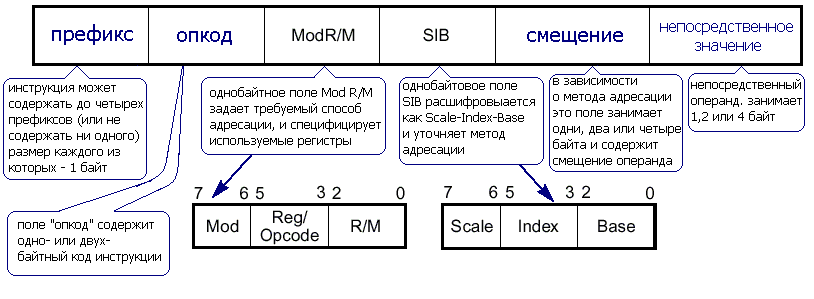 префикс
опкод
ModR/M
SIB
смещение
непосредственное
значение
инструкция может
содержать до четырех
префиксов (или не
содержать ни одного)
размер каждого из
которых - 1 байт
однобайтное поле Mod R/M
задает требуемый способ
адресации, и специфицирует
используемые регистры
однобайтовое поле
SIB расшифровыается
как Scale-Index-Base
и уточняет метод
адресации
в зависимости
о метода адресации
это поле занимает
одни, два или четыре
байта и содержит
смещение операнда
непосредственный
операнд. занимает
1,2 или 4 байт
поле "опкод" содержит
одно- или двух-
байтный код инструкции
7 6 5 3 2 0
Mod
Reg/
Opcode
R/M
7 6 5 3 2 0
Scale
Index
Base